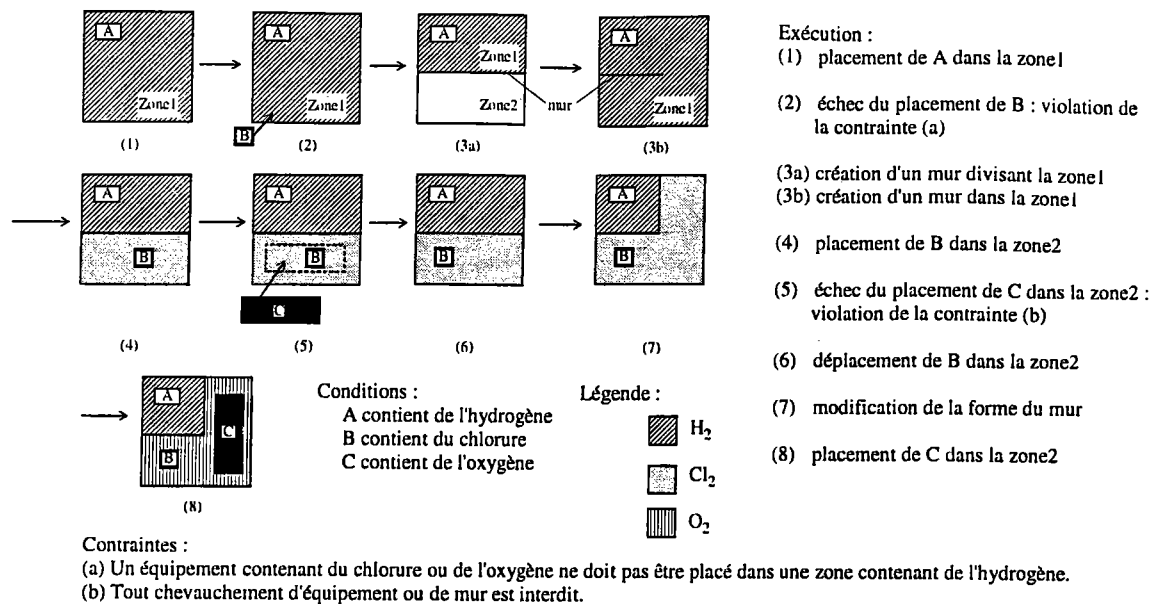 A
Zone1
(1)
A
Zone1
B
(2)
A
Zone1
Zone2
mur
(3a)
A
Zone1
(3b)
A
B
(4)
A
B
C
(5)
A
B
(6)
A
B
(7)
A
B
C
(8)
Exécution :
(1) placement de A dans la zone1
(2) échec du placement de B : violation de
la contrainte (a)
(3a) création d'un mur divisant la zone1
(3b) création d'un mur dans la zone1
(4) placement de B dans la zone2
(5) échec du placement de C dans la zone2 :
violation de la contrainte (b)
(6) déplacement de B dans la zone2
(7) modification de la forme du mur
(8) placement de C dans la zone2
Conditions :
A contient de l'hydrogène
B contient du chlorure
C contient de l'oxygène
Légende :
H2
Cl2
O2
Contraintes :
(a) Un équipement contenant du chlorure ou de l'oxygène ne doit pas être placé dans une zone contenant de l'hydrogène.
(b) Tout chevauchement d'équipement ou de mur est interdit.